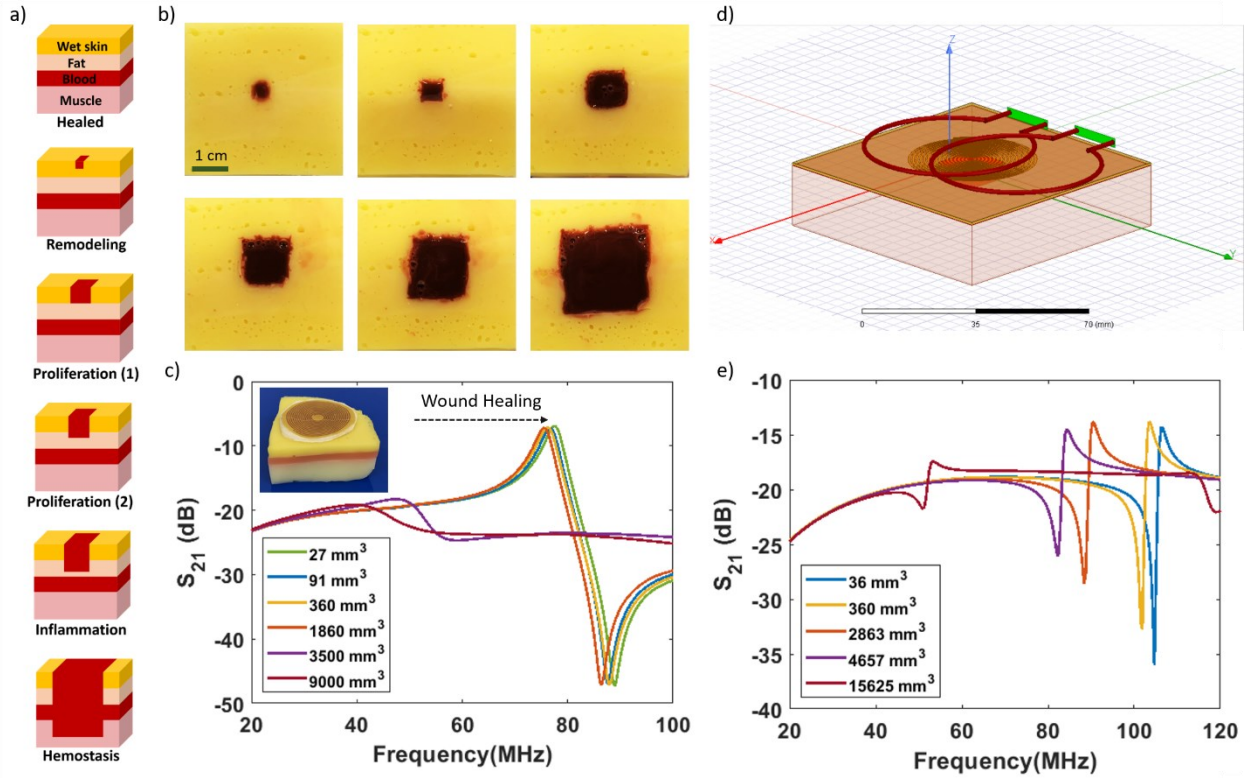 a)
Wet skin
Fat
Blood
Muscle
Healed
Remodeling
Proliferation (1)
Proliferation (2)
Inflammation
Hemostasis
b)
1 cm
c)
0
-10
-20
-30
-40
-50
S21 (dB)
Wound Healing
27 mm³
91 mm³
360 mm³
1860 mm³
3500 mm³
9000 mm³
20 40 60 80 100
Frequency(MHz)
d)
Z
X
Y
0 35 70 (mm)
e)
-10
-15
-20
-25
-30
-35
-40
S21 (dB)
36 mm³
360 mm³
2863 mm³
4657 mm³
15625 mm³
20 40 60 80 100 120
Frequency(MHz)